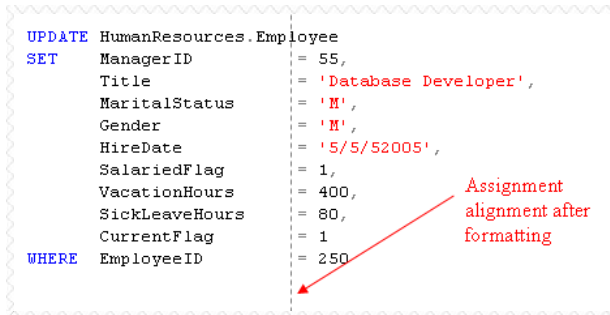 UPDATE HumanResources.Employee
SET ManagerID = 55,
Title = 'Database Developer',
MaritalStatus = 'M',
Gender = 'M',
HireDate = '5/5/52005',
SalariedFlag = 1,
VacationHours = 400,
SickLeaveHours = 80,
CurrentFlag = 1
WHERE EmployeeID = 250
Assignment
alignment after
formatting